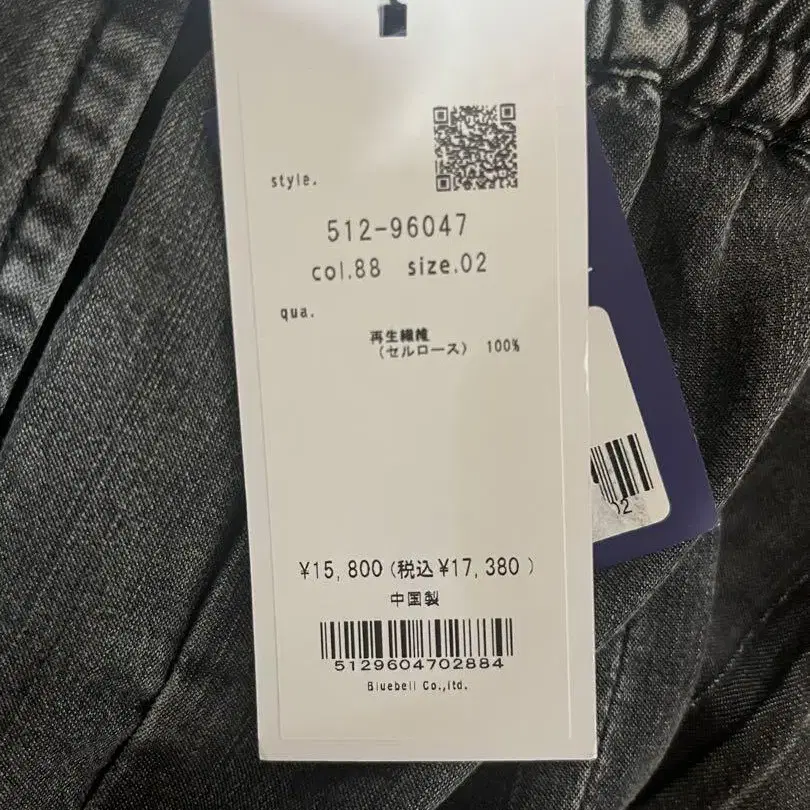 style.
512-96047
col.88 size.02
qua.
再生繊維
(セルロース) 100%
¥15,800(税込¥17,380)
中国製
5129604702884
Bluebell Co.,ltd.
02